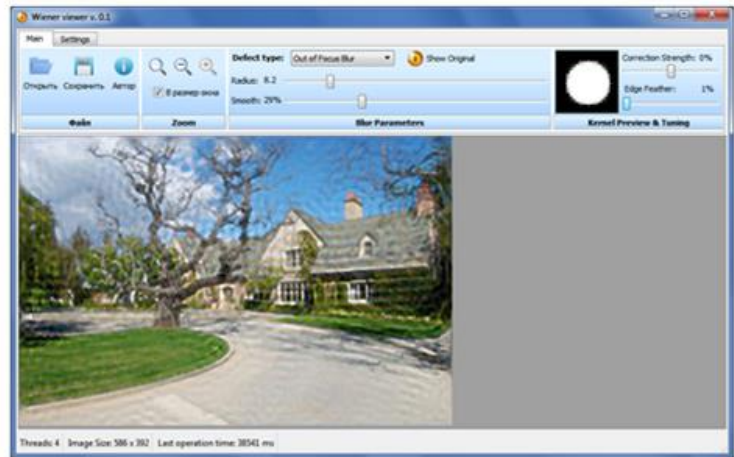 Wiener viewer v. 0.1
Main Settings
Открыть Сохранить Автор
Файл
В размер окна
Zoom
Defect type: Out of Focus Blur Show Original
Radius: 8.2
Smooth: 29%
Blur Parameters
Correction Strength: 0%
Edge Feather: 1%
Kernel Preview & Tuning
Threads: 4 Image Size: 586 x 392 Last operation time: 38541 ms